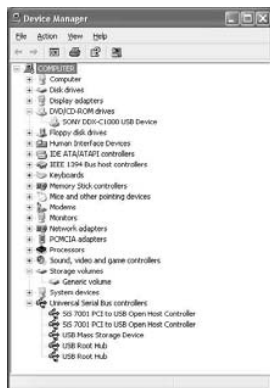 Device Manager
File Action View Help
COMPUTER
Computer
Disk drives
Display adapters
DVD/CD-ROM drives
SONY DDX-C1000 USB Device
Floppy disk drives
Human Interface Devices
IDE ATA/ATAPI controllers
IEEE 1394 Bus host controllers
Keyboards
Memory Stick controllers
Mice and other pointing devices
Modems
Monitors
Network adapters
PCMCIA adapters
Processors
Sound, video and game controllers
Storage volumes
Generic volume
System devices
Universal Serial Bus controllers
SiS 7001 PCI to USB Open Host Controller
SiS 7001 PCI to USB Open Host Controller
USB Mass Storage Device
USB Root Hub
USB Root Hub